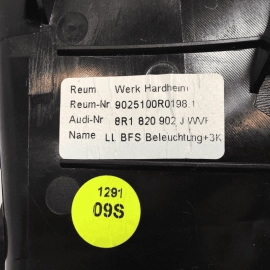 Reum Werk Hardheim
Reum-Nr 9025100R0198.1
Audi-Nr 8R1 820 902 J WVF
Name LL BFS Beleuchtung+3K
1291
09S